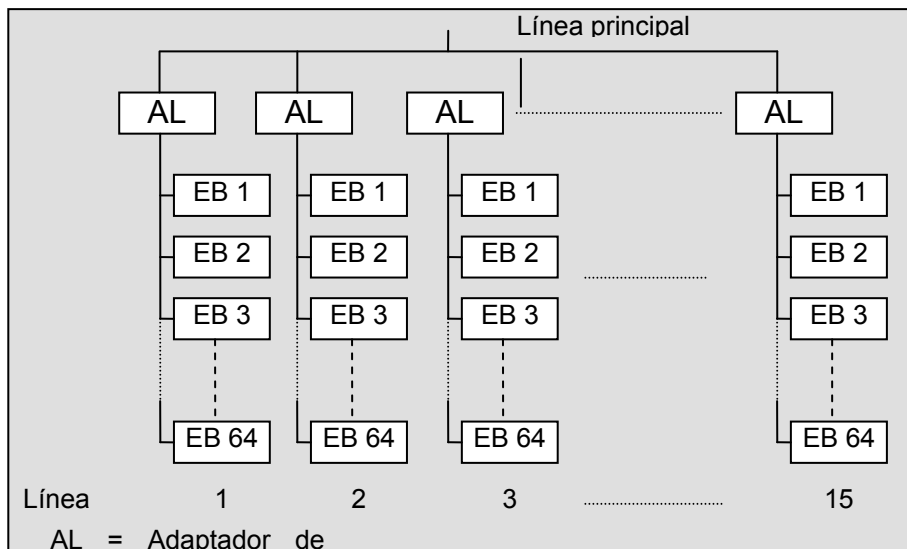 Línea principal
AL AL AL AL
EB 1 EB 1 EB 1 EB 1
EB 2 EB 2 EB 2 EB 2
EB 3 EB 3 EB 3 EB 3
EB 64 EB 64 EB 64 EB 64
Línea 1 2 3 15
AL = Adaptador de